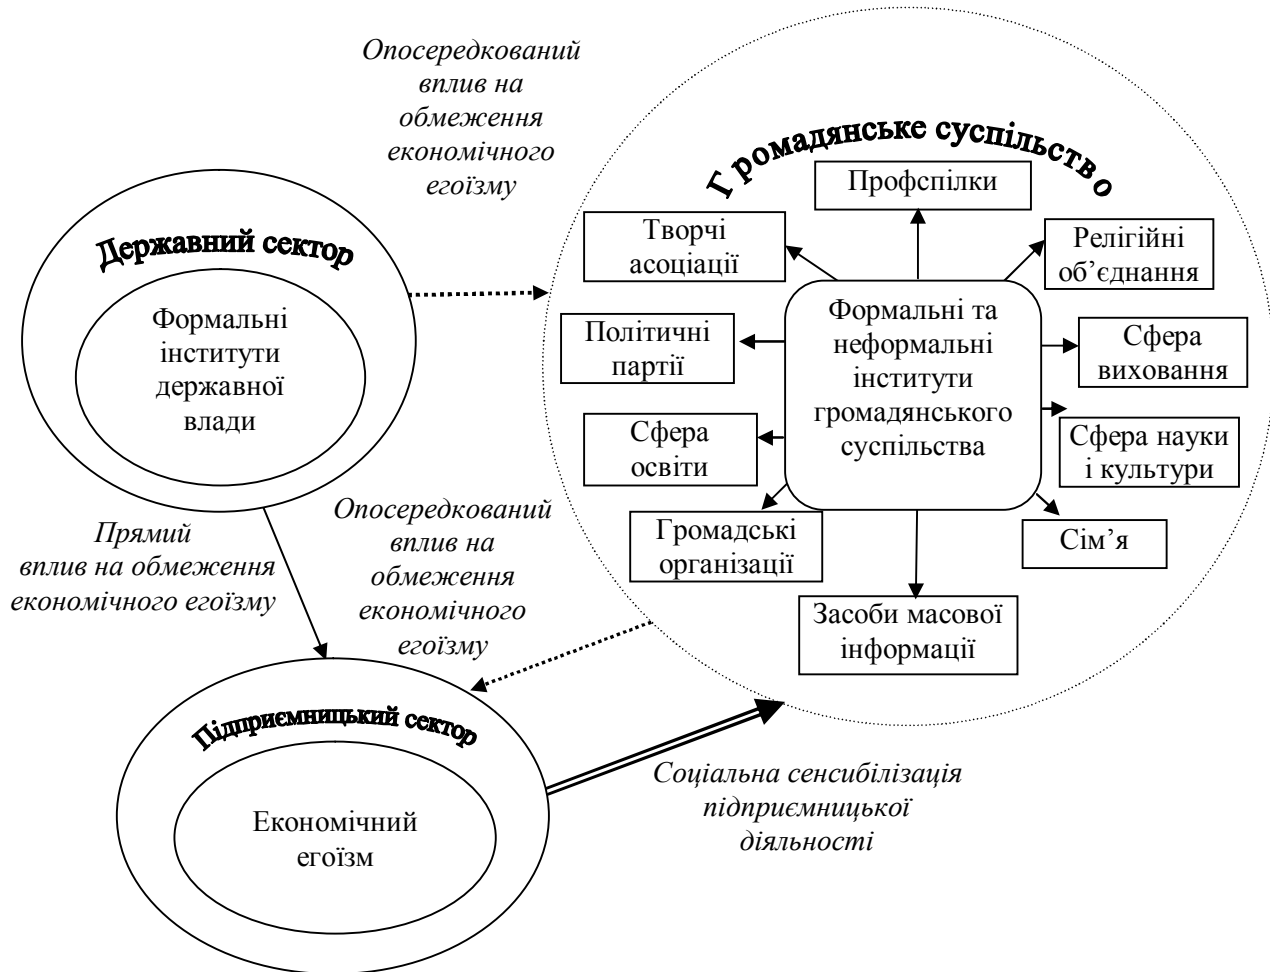 Опосередкований
вплив на
обмеження
економічного
егоїзму
Громадянське суспільство
Профспілки
Творчі
асоціації
Релігійні
об’єднання
Державний сектор
Формальні
інститути
державної
влади
Формальні та
неформальні
інститути
громадянського
суспільства
Політичні
партії
Сфера
виховання
Сфера
освіти
Сфера науки
і культури
Громадські
організації
Сім’я
Засоби масової
інформації
Прямий
вплив на обмеження
економічного егоїзму
Опосередкований
вплив на
обмеження
економічного
егоїзму
Підприємницький сектор
Економічний
егоїзм
Соціальна сенсибілізація
підприємницької
діяльності